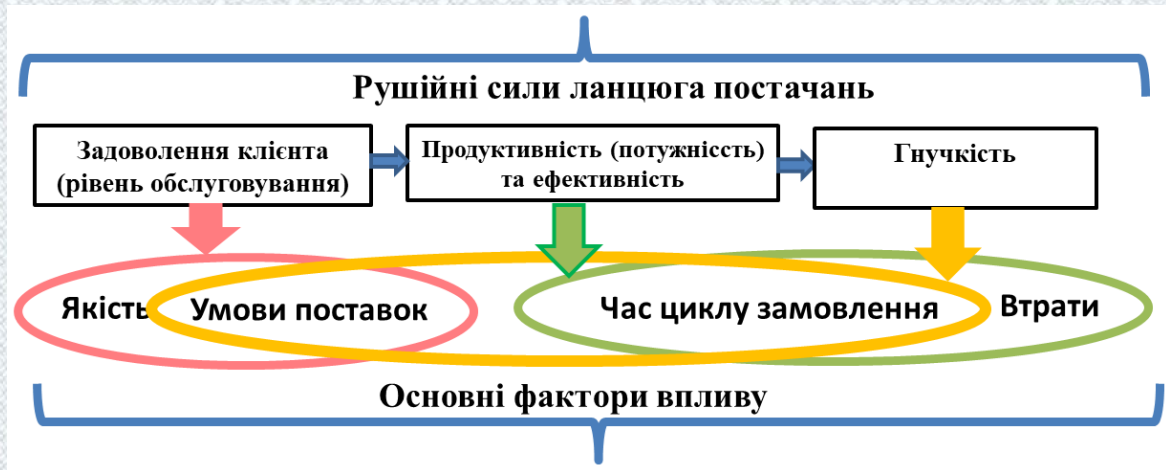 Рушійні сили ланцюга постачань
Задоволення клієнта
(рівень обслуговування)
Продуктивність (потужніссть)
та ефективність
Гнучкість
Якість Умови поставок Час циклу замовлення Втрати
Основні фактори впливу